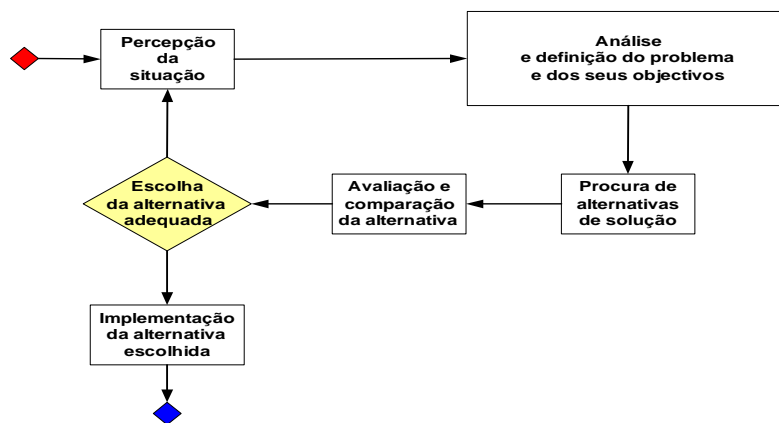 Percepção
da
situação
Análise
e definição do problema
e dos seus objectivos
Procura de
alternativas
de solução
Avaliação e
comparação
da alternativa
Escolha
da alternativa
adequada
Implementação
da alternativa
escolhida